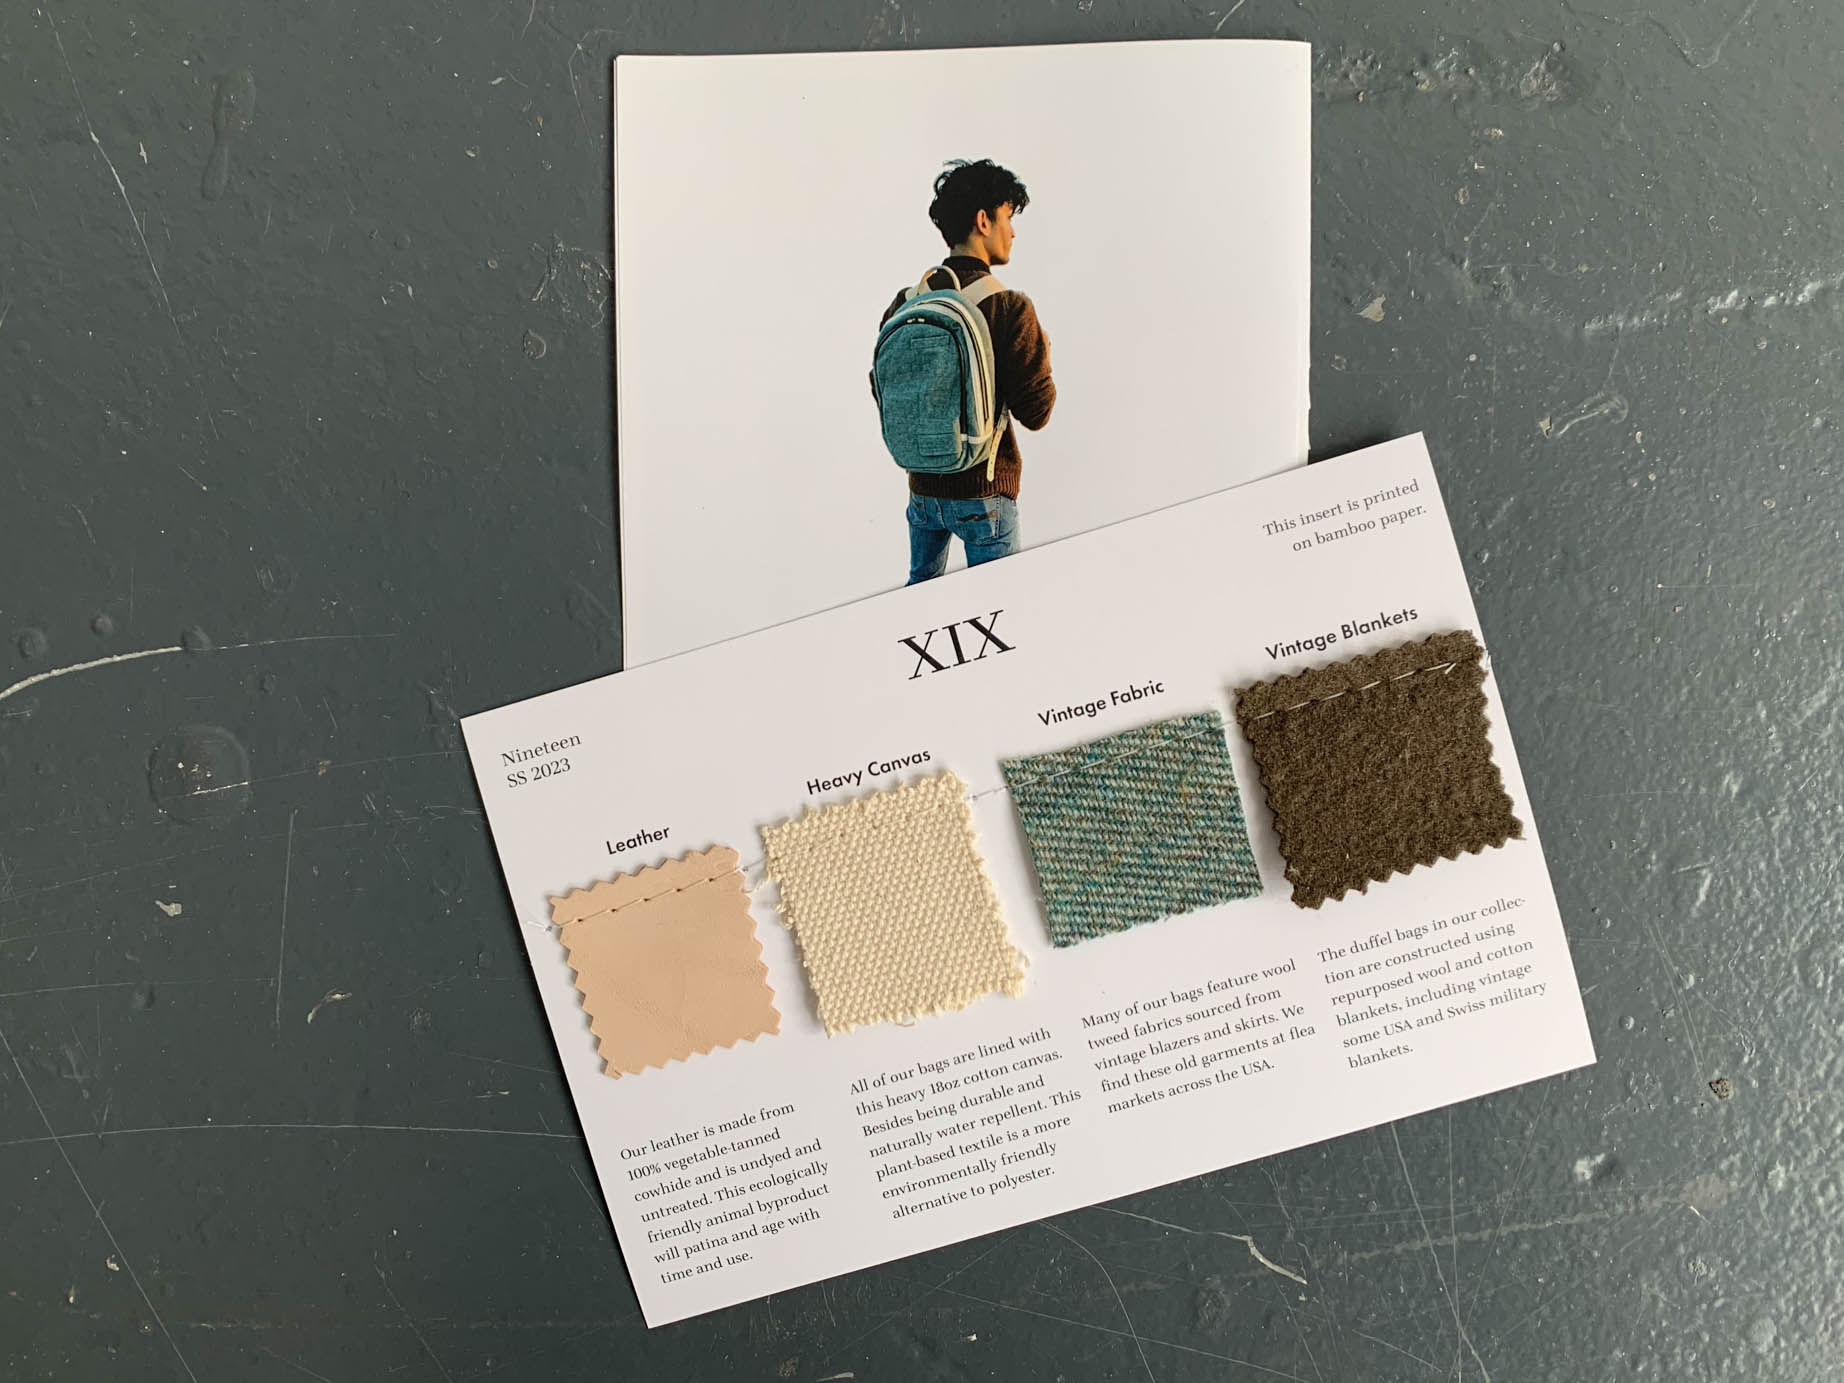 This insert is printed
on bamboo paper.
XIX
Nineteen
SS 2023
Leather
Our leather is made from
100% vegetable-tanned
cowhide and is undyed and
untreated. This ecologically
friendly animal byproduct
will patina and age with
time and use.
Heavy Canvas
All of our bags are lined with
this heavy 18oz cotton canvas.
Besides being durable and
naturally water repellent. This
plant-based textile is a more
environmentally friendly
alternative to polyester.
Vintage Fabric
Many of our bags feature wool
tweed fabrics sourced from
vintage blazers and skirts. We
find these old garments at flea
markets across the USA.
Vintage Blankets
The duffel bags in our collec-
tion are constructed using
repurposed wool and cotton
blankets, including vintage
some USA and Swiss military
blankets.